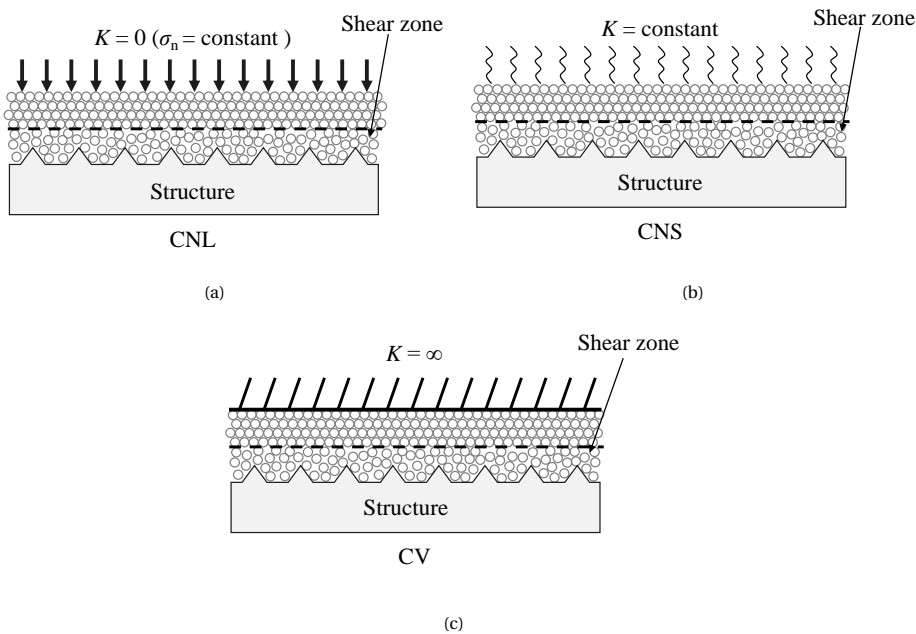 Shear zone
K = 0 ( σn = constant )
Structure
CNL
(a)
Shear zone
K = constant
Structure
CNS
(b)
Shear zone
K = ∞
Structure
CV
(c)